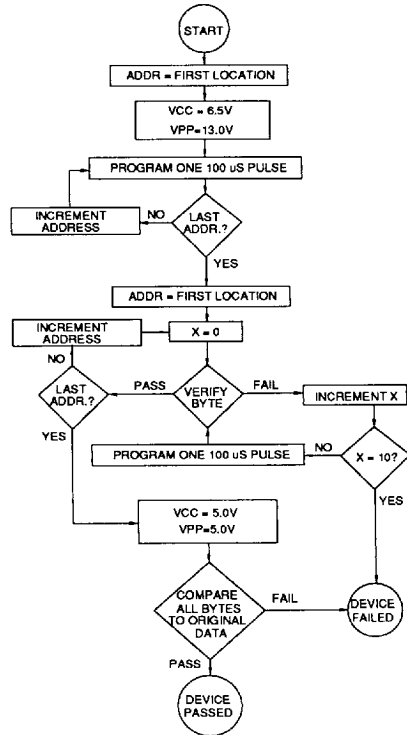 START
ADDR = FIRST LOCATION
VCC = 6.5V
VPP=13.0V
PROGRAM ONE 100 uS PULSE
INCREMENT
ADDRESS
NO
LAST
ADDR.?
YES
ADDR = FIRST LOCATION
INCREMENT
ADDRESS
X = 0
NO
LAST
ADDR.?
PASS
VERIFY
BYTE
FAIL
INCREMENT X
YES
PROGRAM ONE 100 uS PULSE
NO
X = 10?
YES
VCC = 5.0V
VPP=5.0V
COMPARE
ALL BYTES
TO ORIGINAL
DATA
FAIL
DEVICE
FAILED
PASS
DEVICE
PASSED